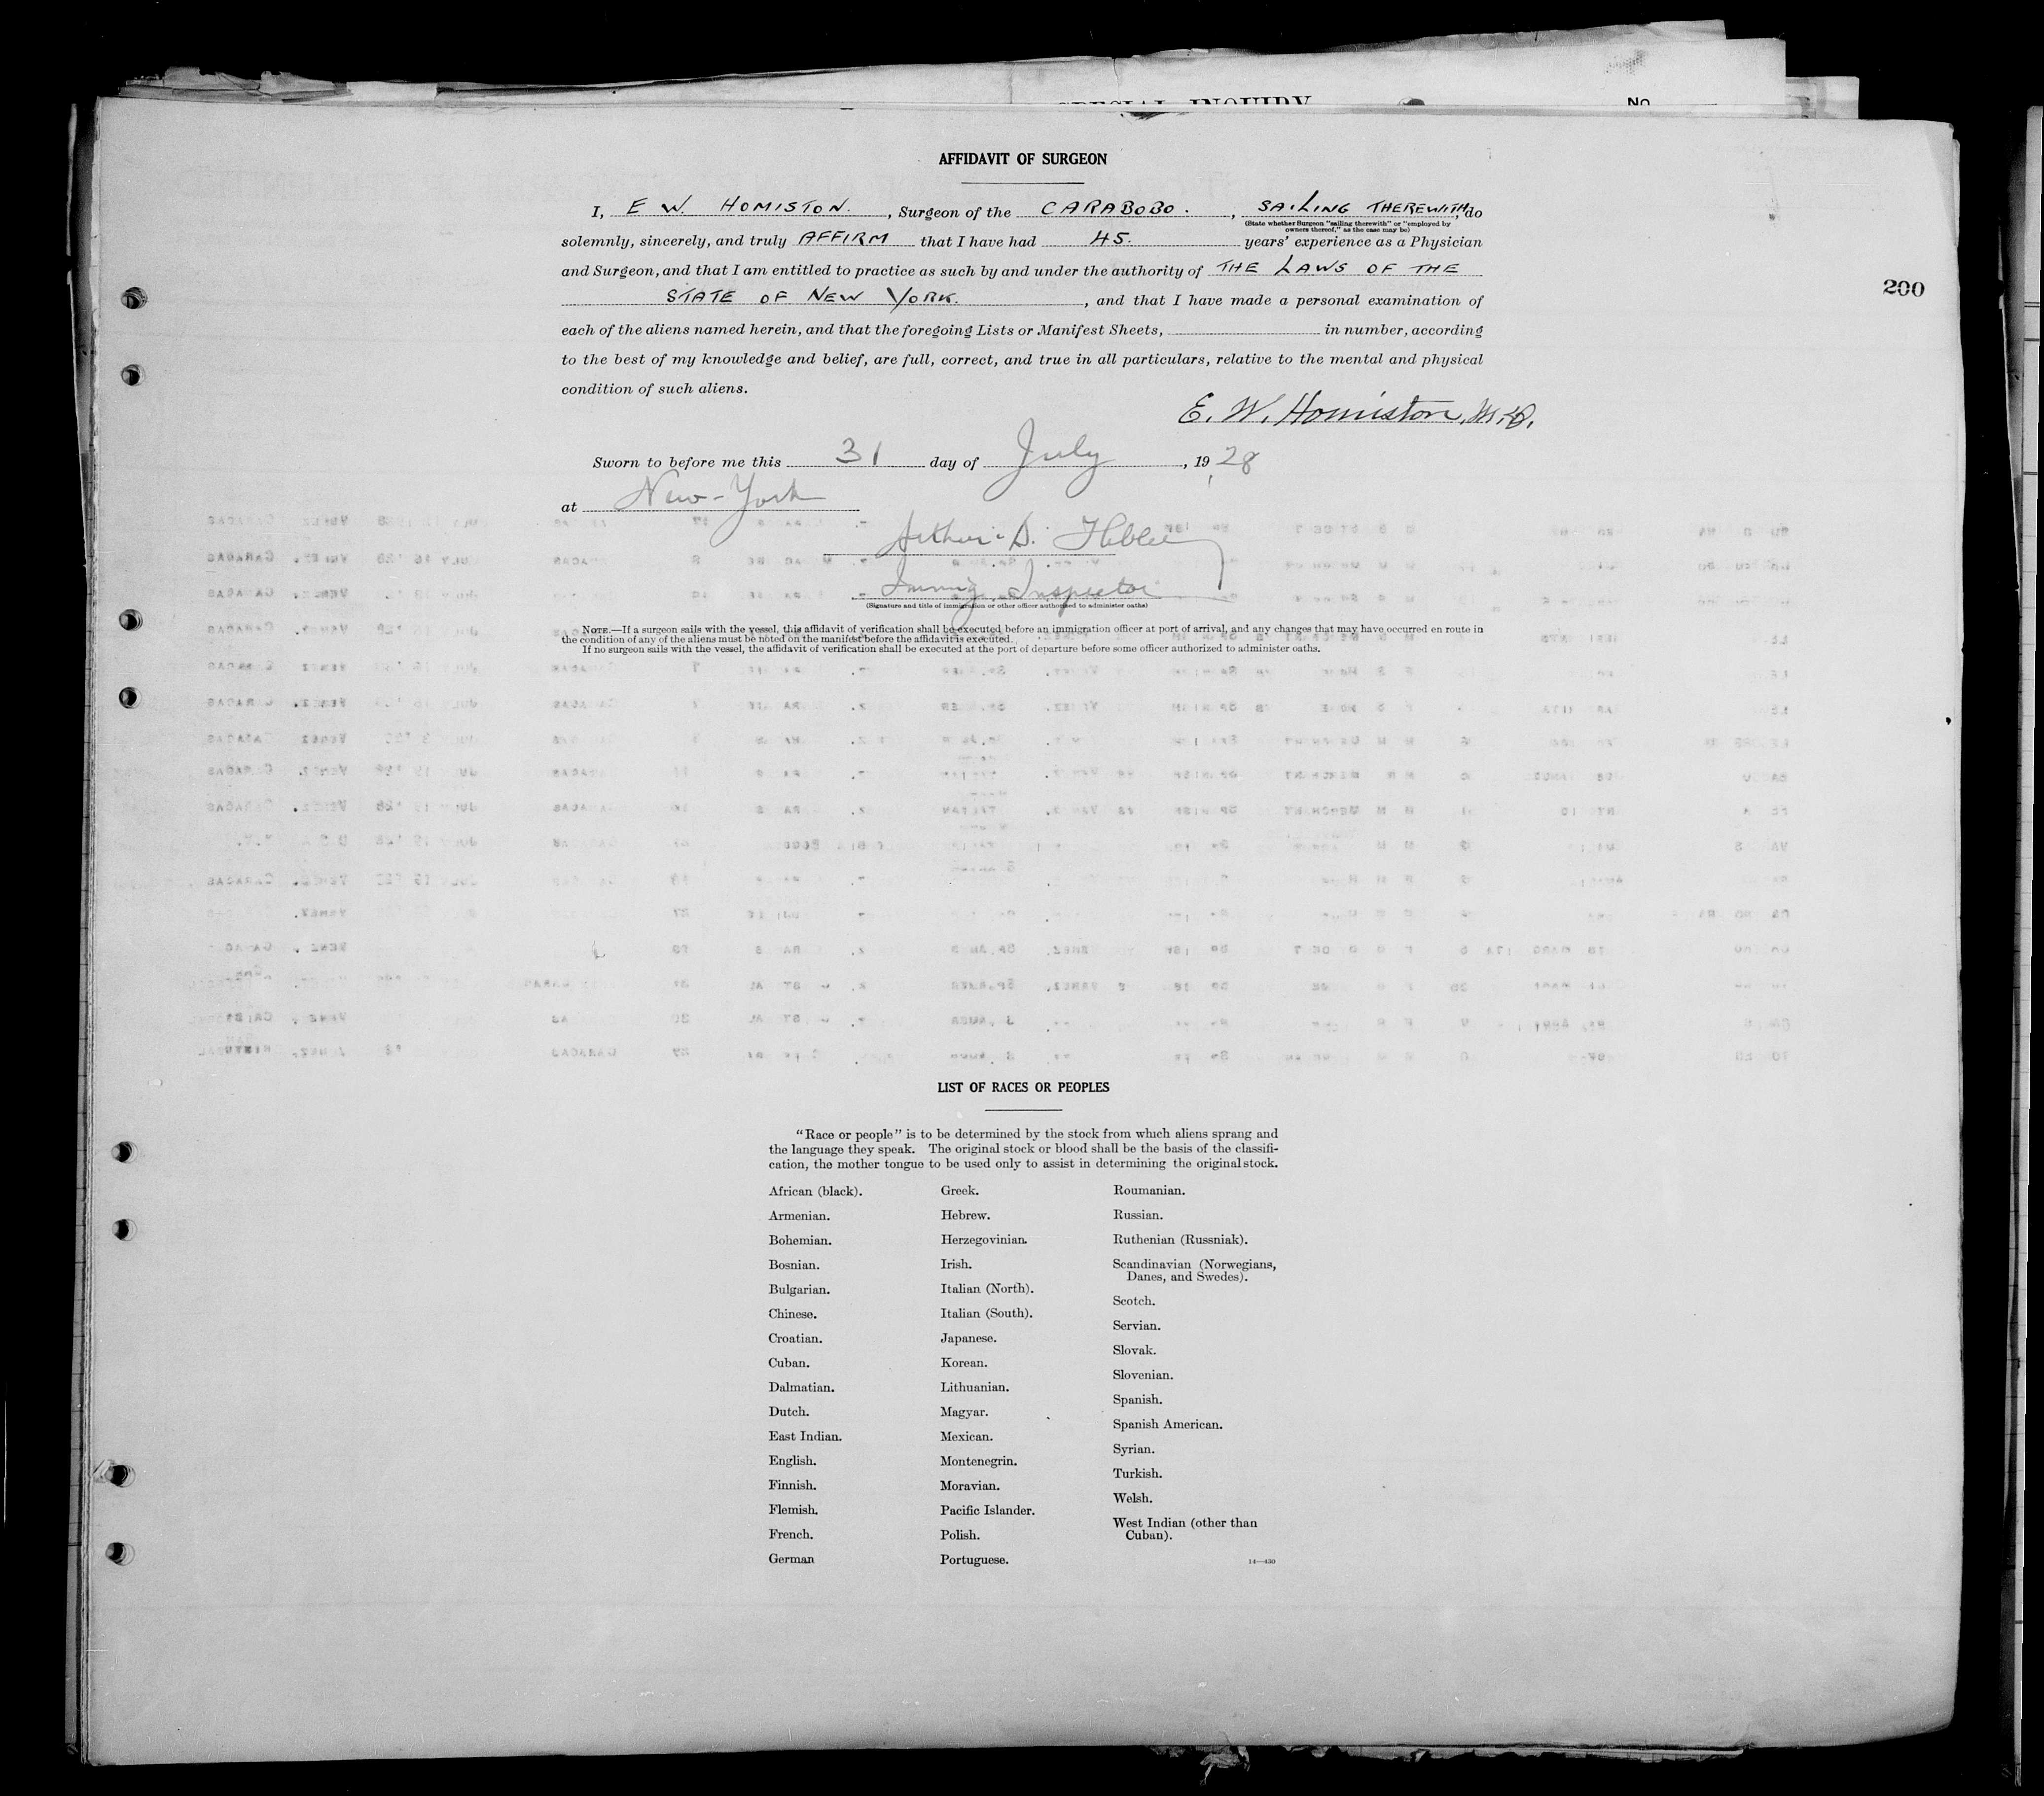 SPECIAL INQUIRY No
AFFIDAVIT OF SURGEON
I, E W. HOMISTON., Surgeon of the CARABOBO., SAILING THEREWITH, do
(State whether Surgeon "sailing therewith" or "employed by
owners thereof," as the case may be)
solemnly, sincerely, and truly AFFIRM that I have had 45. years' experience as a Physician
and Surgeon, and that I am entitled to practice as such by and under the authority of THE LAWS OF THE
STATE OF NEW YORK., and that I have made a personal examination of
200
each of the aliens named herein, and that the foregoing Lists or Manifest Sheets, in number, according
to the best of my knowledge and belief, are full, correct, and true in all particulars, relative to the mental and physical
condition of such aliens.
E. W. Homiston, M.D.
Sworn to before me this 31 day of July, 1928
at New-York
Arthur D.
Immig. Inspector
(Signature and title of immigration or other officer authorized to administer oaths)
NOTE.—If a surgeon sails with the vessel, this affidavit of verification shall be executed before an immigration officer at port of arrival, and any changes that may have occurred en route in
the condition of any of the aliens must be noted on the manifest before the affidavit is executed.
If no surgeon sails with the vessel, the affidavit of verification shall be executed at the port of departure before some officer authorized to administer oaths.
LIST OF RACES OR PEOPLES
"Race or people" is to be determined by the stock from which aliens sprang and
the language they speak. The original stock or blood shall be the basis of the classifi-
cation, the mother tongue to be used only to assist in determining the original stock.
African (black).
Armenian.
Bohemian.
Bosnian.
Bulgarian.
Chinese.
Croatian.
Cuban.
Dalmatian.
Dutch.
East Indian.
English.
Finnish.
Flemish.
French.
German
Greek.
Hebrew.
Herzegovinian.
Irish.
Italian (North).
Italian (South).
Japanese.
Korean.
Lithuanian.
Magyar.
Mexican.
Montenegrin.
Moravian.
Pacific Islander.
Polish.
Portuguese.
Roumanian.
Russian.
Ruthenian (Russniak).
Scandinavian (Norwegians,
Danes, and Swedes).
Scotch.
Servian.
Slovak.
Slovenian.
Spanish.
Spanish American.
Syrian.
Turkish.
Welsh.
West Indian (other than
Cuban).
14—430